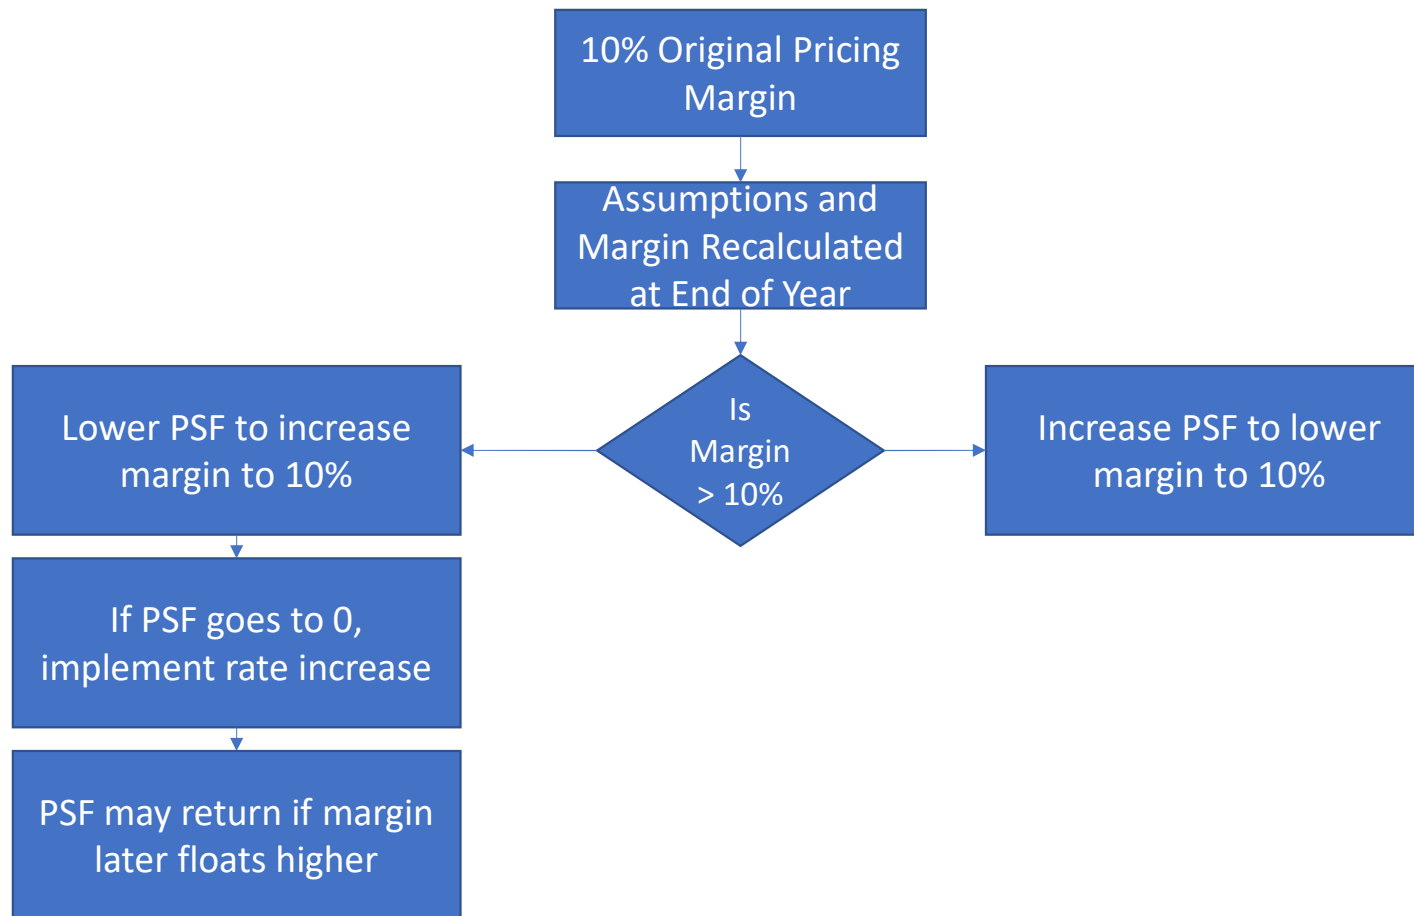 10% Original Pricing
Margin
Assumptions and
Margin Recalculated
at End of Year
Is
Margin
> 10%
Lower PSF to increase
margin to 10%
Increase PSF to lower
margin to 10%
If PSF goes to 0,
implement rate increase
PSF may return if margin
later floats higher